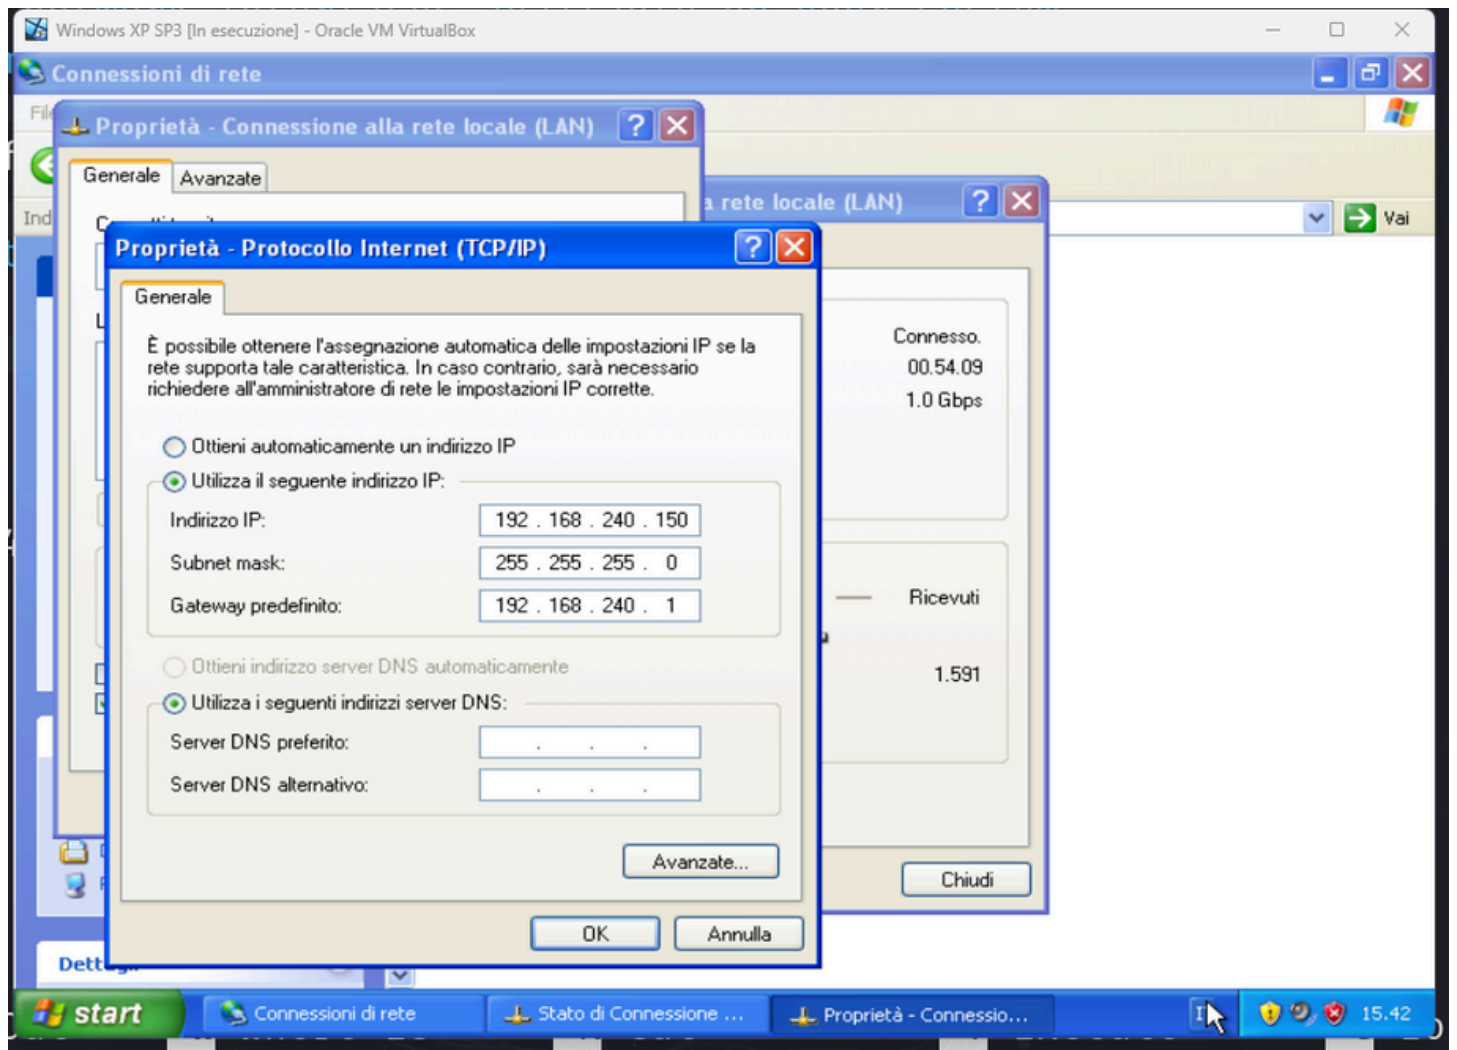 Windows XP SP3 [In esecuzione] - Oracle VM VirtualBox
Connessioni di rete
File
Proprietà - Connessione alla rete locale (LAN)
Generale
Avanzate
a rete locale (LAN)
Ind
Vai
Proprietà - Protocollo Internet (TCP/IP)
Generale
È possibile ottenere l'assegnazione automatica delle impostazioni IP se la
rete supporta tale caratteristica. In caso contrario, sarà necessario
richiedere all'amministratore di rete le impostazioni IP corrette.
Connesso.
00.54.09
1.0 Gbps
Ottieni automaticamente un indirizzo IP
Utilizza il seguente indirizzo IP:
Indirizzo IP: 192 . 168 . 240 . 150
Subnet mask: 255 . 255 . 255 . 0
Gateway predefinito: 192 . 168 . 240 . 1
Ricevuti
1.591
Ottieni indirizzo server DNS automaticamente
Utilizza i seguenti indirizzi server DNS:
Server DNS preferito: . . .
Server DNS alternativo: . . .
Avanzate...
Chiudi
OK
Annulla
start
Connessioni di rete
Stato di Connessione ...
Proprietà - Connessio...
15.42